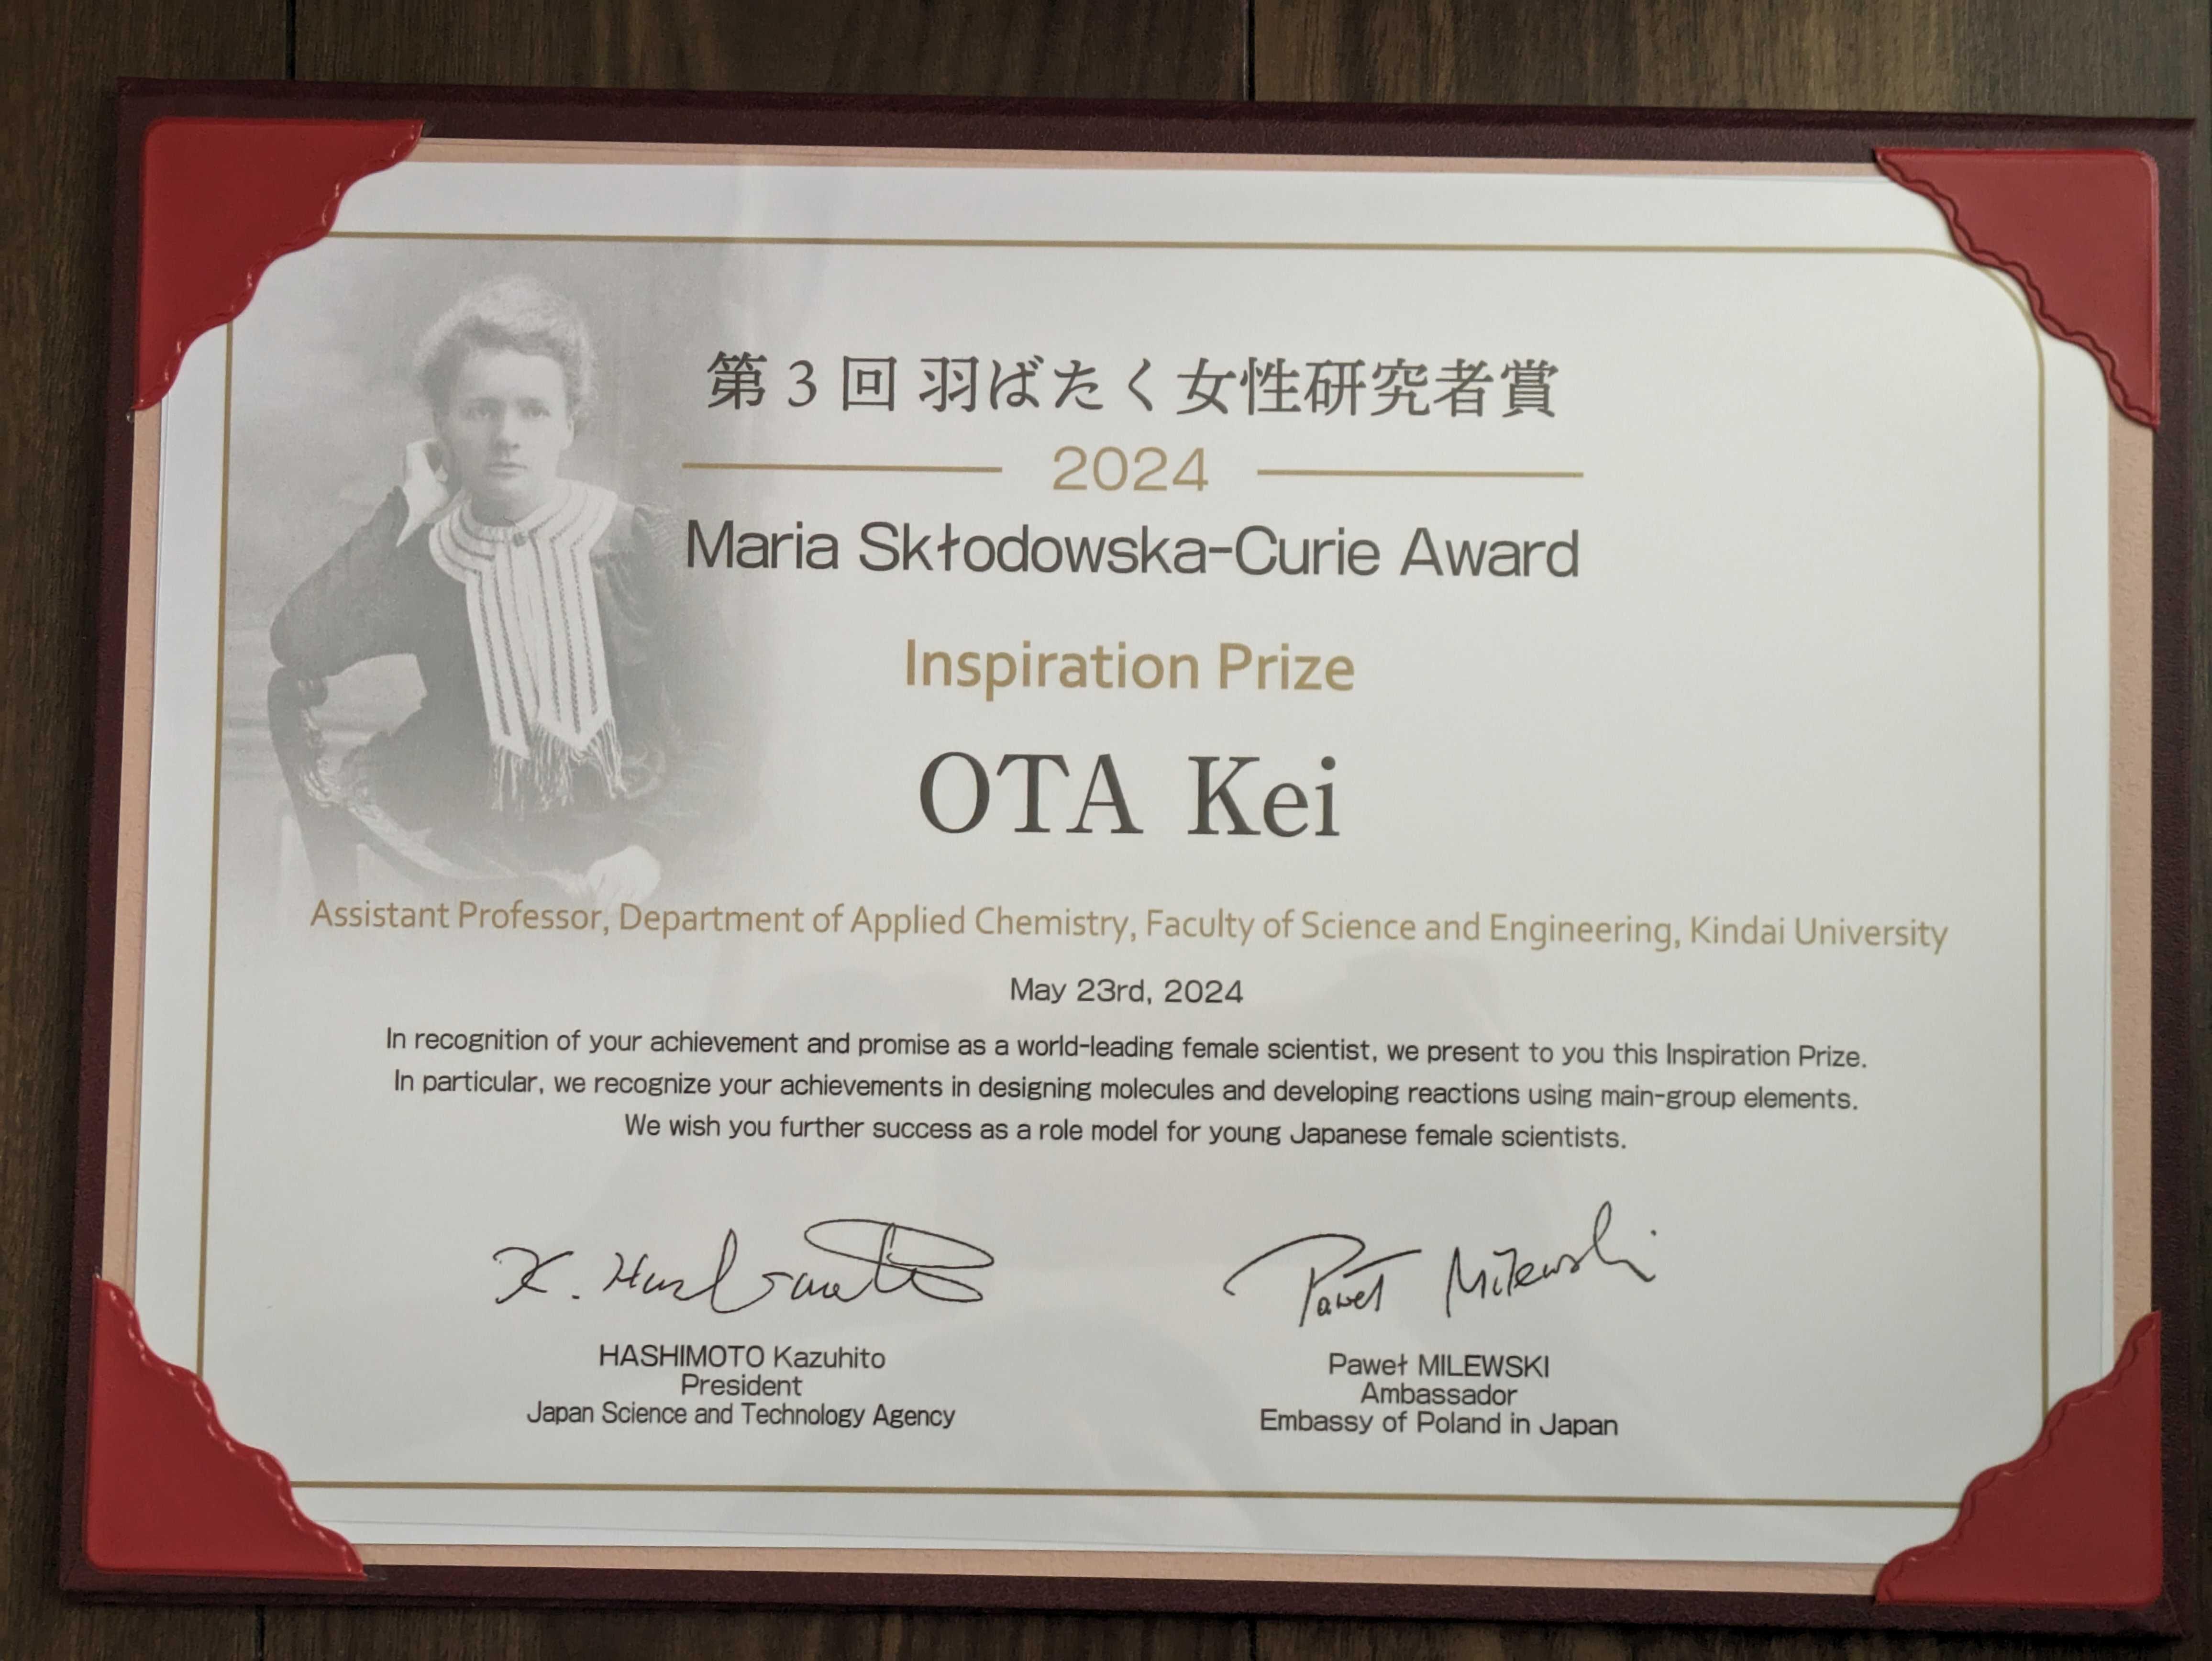 第3回 羽ばたく女性研究者賞
2024
Maria Skłodowska-Curie Award
Inspiration Prize
OTA Kei
Assistant Professor, Department of Applied Chemistry, Faculty of Science and Engineering, Kindai University
May 23rd, 2024
In recognition of your achievement and promise as a world-leading female scientist, we present to you this Inspiration Prize.
In particular, we recognize your achievements in designing molecules and developing reactions using main-group elements.
We wish you further success as a role model for young Japanese female scientists.
K. Hashimoto
Paweł Milewski
HASHIMOTO Kazuhito
President
Japan Science and Technology Agency
Paweł MILEWSKI
Ambassador
Embassy of Poland in Japan